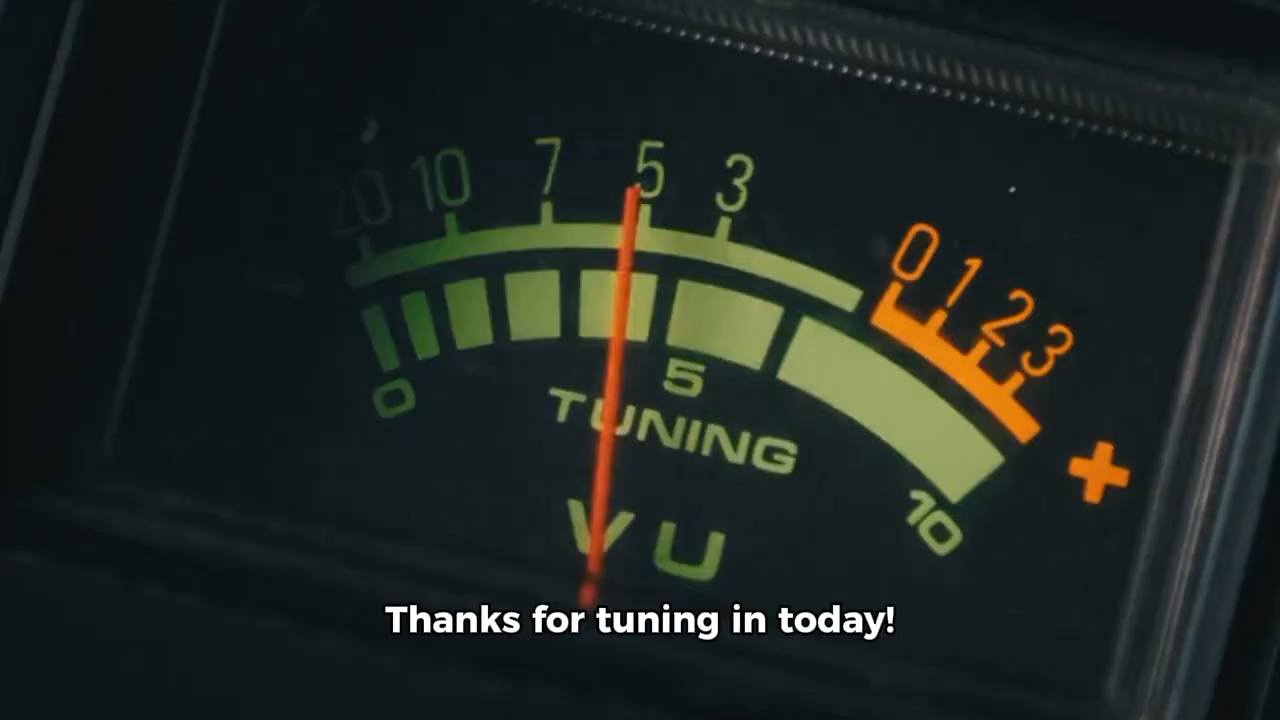 20 10 7 5 3 0 1 2 3
+
0 5 10
TUNING
VU
Thanks for tuning in today!